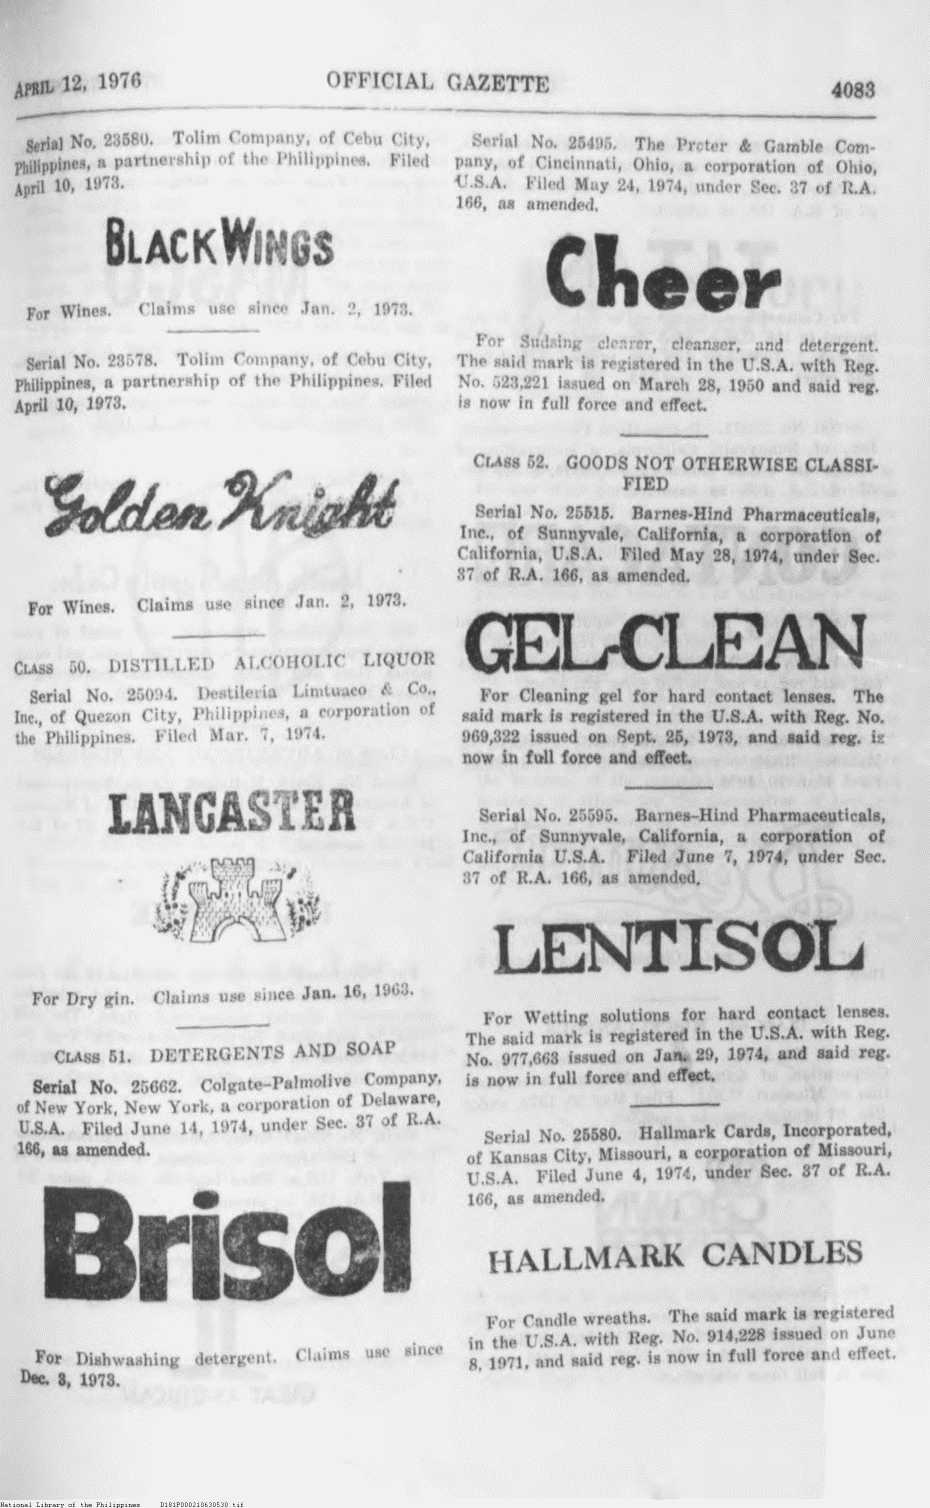 APRIL 12, 1976
OFFICIAL GAZETTE
4083
Serial No. 23580. Tolim Company, of Cebu City,
Philippines, a partnership of the Philippines. Filed
April 10, 1973.
BLACK WINGS
For Wines. Claims use since Jan. 2, 1973.
Serial No. 23578. Tolim Company, of Cebu City,
Philippines, a partnership of the Philippines. Filed
April 10, 1973.
Golden Knight
For Wines. Claims use since Jan. 2, 1973.
CLASS 50. DISTILLED ALCOHOLIC LIQUOR
Serial No. 25094. Destileria Limtuaco & Co.,
Inc., of Quezon City, Philippines, a corporation of
the Philippines. Filed Mar. 7, 1974.
LANCASTER
For Dry gin. Claims use since Jan. 16, 1963.
CLASS 51. DETERGENTS AND SOAP
Serial No. 25662. Colgate-Palmolive Company,
of New York, New York, a corporation of Delaware,
U.S.A. Filed June 14, 1974, under Sec. 37 of R.A.
166, as amended.
Brisol
For Dishwashing detergent. Claims use since
Dec. 3, 1973.
Serial No. 25495. The Procter & Gamble Com-
pany, of Cincinnati, Ohio, a corporation of Ohio,
U.S.A. Filed May 24, 1974, under Sec. 37 of R.A.
166, as amended.
Cheer
For Sudsing clearer, cleanser, and detergent.
The said mark is registered in the U.S.A. with Reg.
No. 523,221 issued on March 28, 1950 and said reg.
is now in full force and effect.
CLASS 52. GOODS NOT OTHERWISE CLASSI-
FIED
Serial No. 25515. Barnes-Hind Pharmaceuticals,
Inc., of Sunnyvale, California, a corporation of
California, U.S.A. Filed May 28, 1974, under Sec.
37 of R.A. 166, as amended.
GEL-CLEAN
For Cleaning gel for hard contact lenses. The
said mark is registered in the U.S.A. with Reg. No.
969,322 issued on Sept. 25, 1973, and said reg. is
now in full force and effect.
Serial No. 25595. Barnes-Hind Pharmaceuticals,
Inc., of Sunnyvale, California, a corporation of
California U.S.A. Filed June 7, 1974, under Sec.
37 of R.A. 166, as amended.
LENTISOL
For Wetting solutions for hard contact lenses.
The said mark is registered in the U.S.A. with Reg.
No. 977,663 issued on Jan. 29, 1974, and said reg.
is now in full force and effect.
Serial No. 25580. Hallmark Cards, Incorporated,
of Kansas City, Missouri, a corporation of Missouri,
U.S.A. Filed June 4, 1974, under Sec. 37 of R.A.
166, as amended.
HALLMARK CANDLES
For Candle wreaths. The said mark is registered
in the U.S.A. with Reg. No. 914,228 issued on June
8, 1971, and said reg. is now in full force and effect.
National Library of the Philippines D181P000210630530.tif